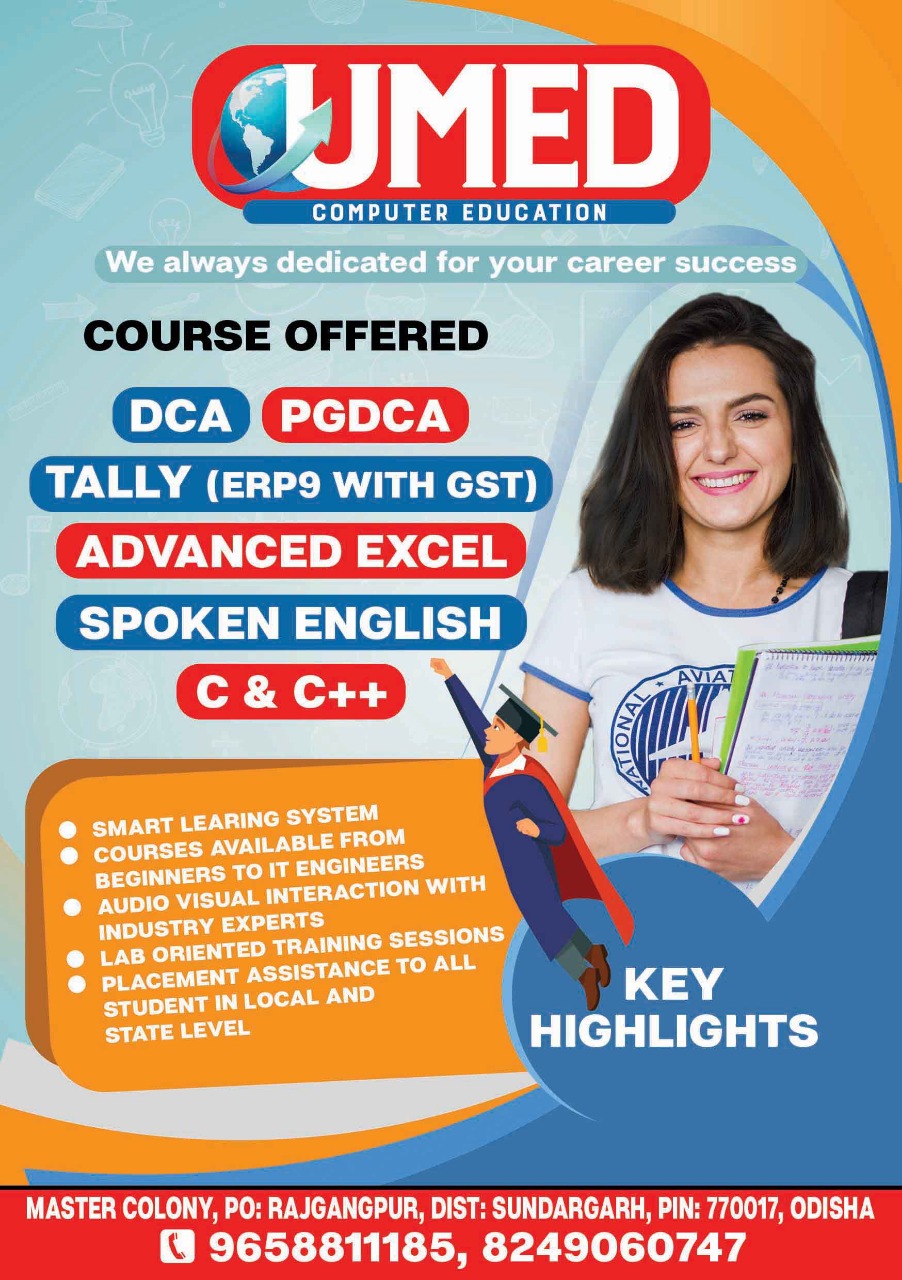 UMED
COMPUTER EDUCATION
We always dedicated for your career success
COURSE OFFERED
DCA PGDCA
TALLY (ERP9 WITH GST)
ADVANCED EXCEL
SPOKEN ENGLISH
C & C++
NATIONAL AVIAT
SMART LEARING SYSTEM
COURSES AVAILABLE FROM
BEGINNERS TO IT ENGINEERS
AUDIO VISUAL INTERACTION WITH
INDUSTRY EXPERTS
LAB ORIENTED TRAINING SESSIONS
PLACEMENT ASSISTANCE TO ALL
STUDENT IN LOCAL AND
STATE LEVEL
KEY
HIGHLIGHTS
MASTER COLONY, PO: RAJGANGPUR, DIST: SUNDARGARH, PIN: 770017, ODISHA
9658811185, 8249060747